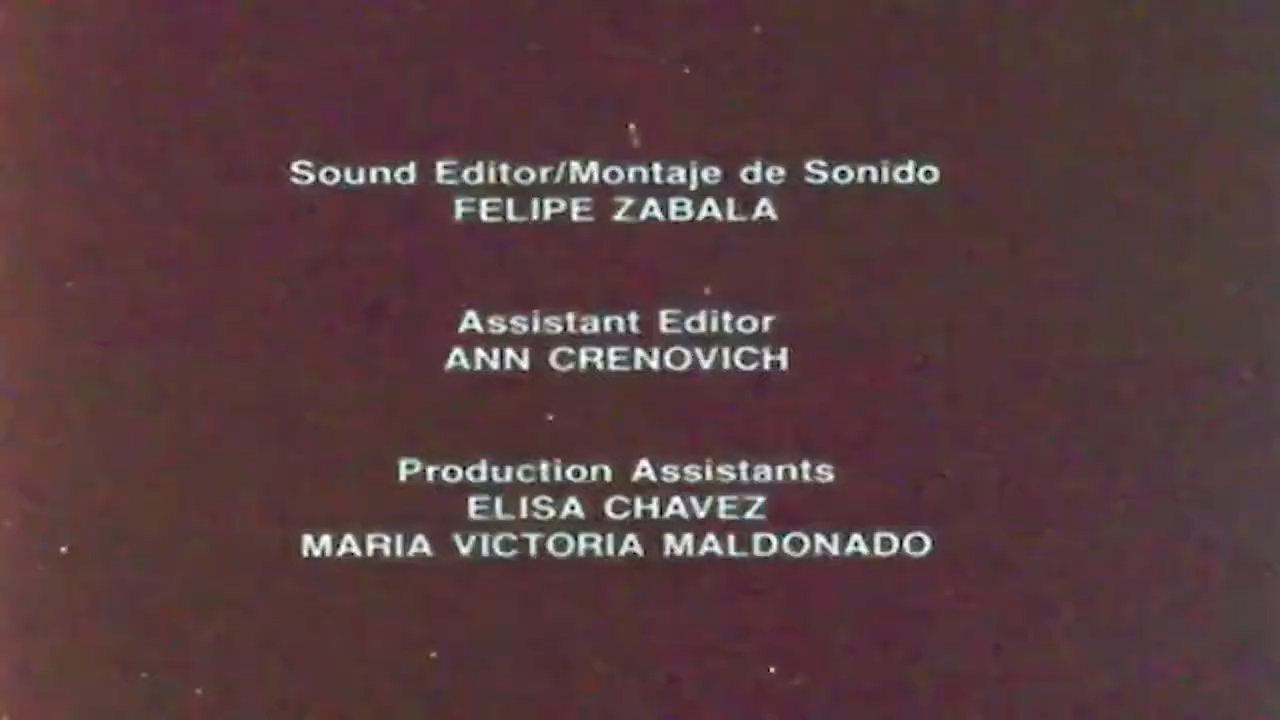 Sound Editor/Montaje de Sonido
FELIPE ZABALA
Assistant Editor
ANN CRENOVICH
Production Assistants
ELISA CHAVEZ
MARIA VICTORIA MALDONADO